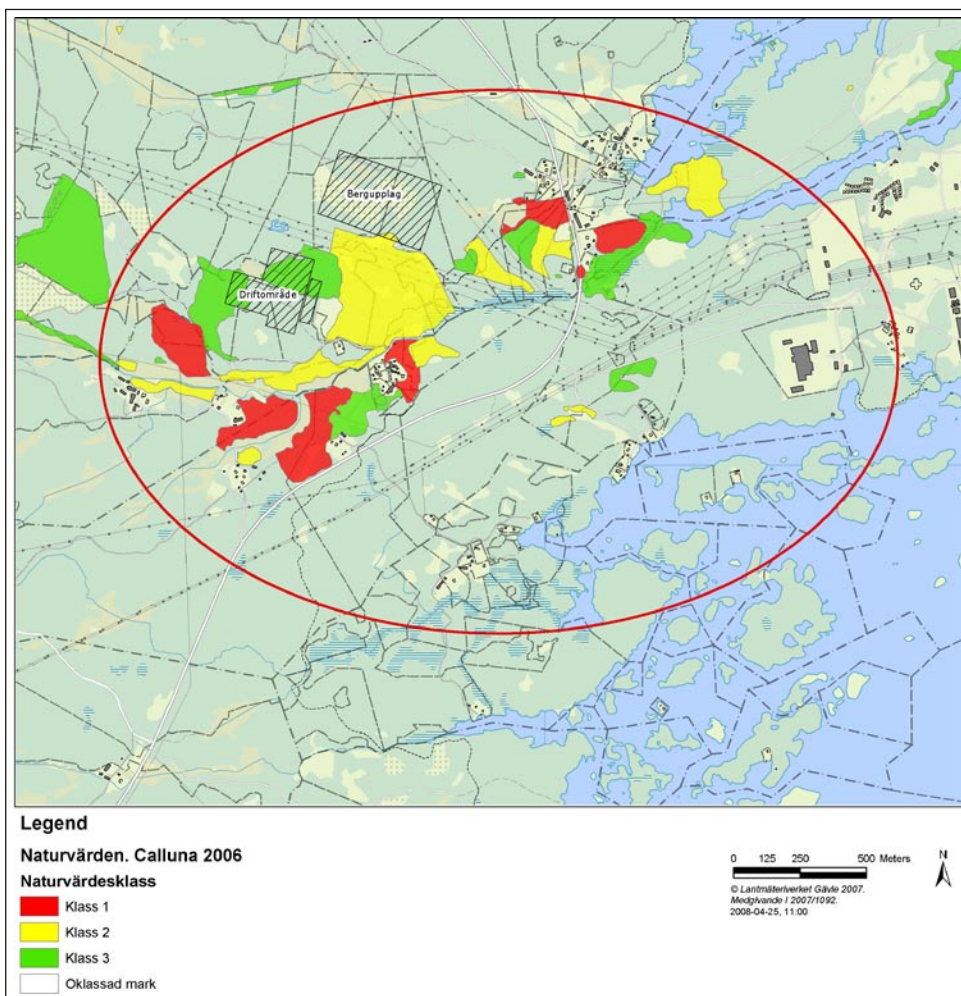 Bergupplag
Driftområde
Legend
Naturvärden. Calluna 2006
Naturvärdesklass
Klass 1
Klass 2
Klass 3
Oklassad mark
0 125 250 500 Meters
N
© Lantmäteriverket Gävle 2007.
Medgivande I 2007/1092.
2008-04-25, 11:00